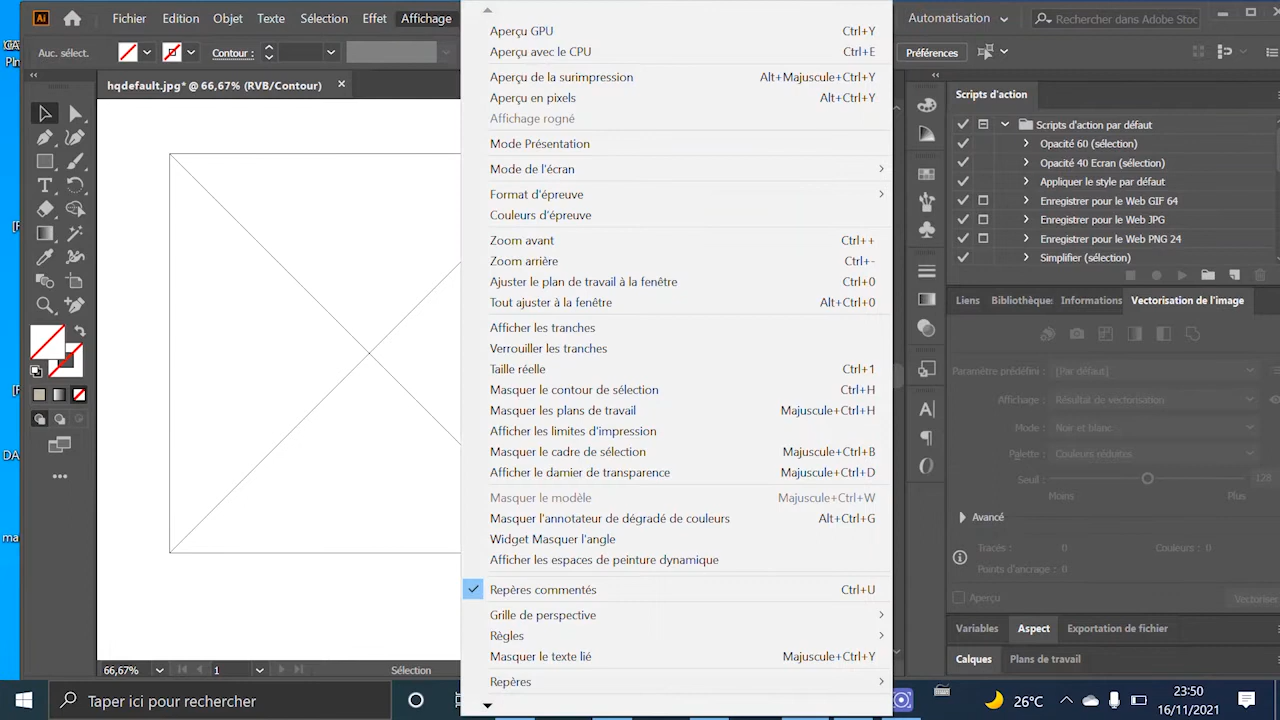 Ai
Fichier Edition Objet Texte Sélection Effet Affichage
Automatisation
Rechercher dans Adobe Stoc
Auc. sélect.
Contour :
Préférences
hqdefault.jpg* @ 66,67% (RVB/Contour)
Aperçu GPU Ctrl+Y
Aperçu avec le CPU Ctrl+E
Aperçu de la surimpression Alt+Majuscule+Ctrl+Y
Aperçu en pixels Alt+Ctrl+Y
Affichage rogné
Mode Présentation
Mode de l'écran
Format d'épreuve
Couleurs d'épreuve
Zoom avant Ctrl++
Zoom arrière Ctrl+-
Ajuster le plan de travail à la fenêtre Ctrl+0
Tout ajuster à la fenêtre Alt+Ctrl+0
Afficher les tranches
Verrouiller les tranches
Taille réelle Ctrl+1
Masquer le contour de sélection Ctrl+H
Masquer les plans de travail Majuscule+Ctrl+H
Afficher les limites d'impression
Masquer le cadre de sélection Majuscule+Ctrl+B
Afficher le damier de transparence Majuscule+Ctrl+D
Masquer le modèle Majuscule+Ctrl+W
Masquer l'annotateur de dégradé de couleurs Alt+Ctrl+G
Widget Masquer l'angle
Afficher les espaces de peinture dynamique
Repères commentés Ctrl+U
Grille de perspective
Règles
Masquer le texte lié Majuscule+Ctrl+Y
Repères
Scripts d'action
Scripts d'action par défaut
Opacité 60 (sélection)
Opacité 40 Ecran (sélection)
Appliquer le style par défaut
Enregistrer pour le Web GIF 64
Enregistrer pour le Web JPG
Enregistrer pour le Web PNG 24
Simplifier (sélection)
Liens Bibliothèque: Informations Vectorisation de l'image
Paramètre prédéfini : [Par défaut]
Affichage : Résultat de vectorisation
Mode : Noir et blanc
Palette : Couleurs réduites
Seuil : 128
Moins Plus
Avancé
Tracés : 0 Couleurs : 0
Points d'ancrage : 0
Aperçu Vectoriser
Variables Aspect Exportation de fichier
Calques Plans de travail
66,67% 1 Sélection
Taper ici pour rechercher
26°C
23:50
16/11/2021